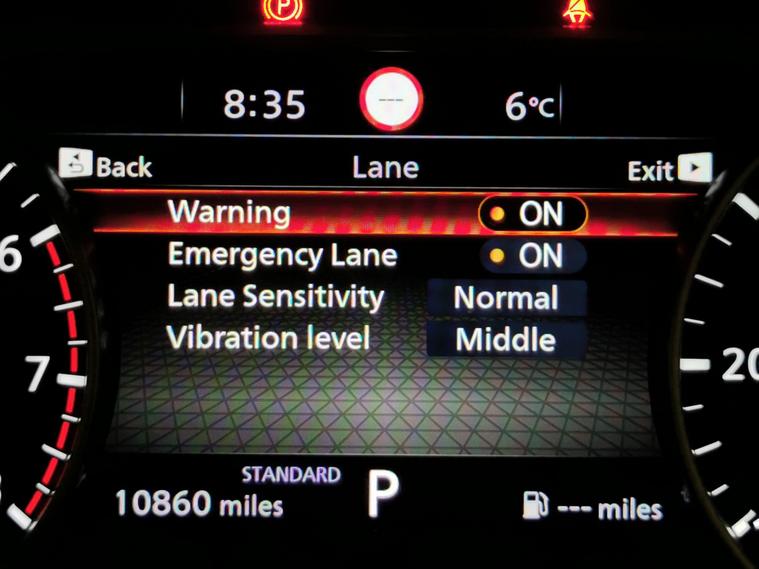 P
8:35 --- 6°C
Back Lane Exit
Warning ON
Emergency Lane ON
Lane Sensitivity Normal
Vibration level Middle
6
7
20
STANDARD
P
10860 miles --- miles